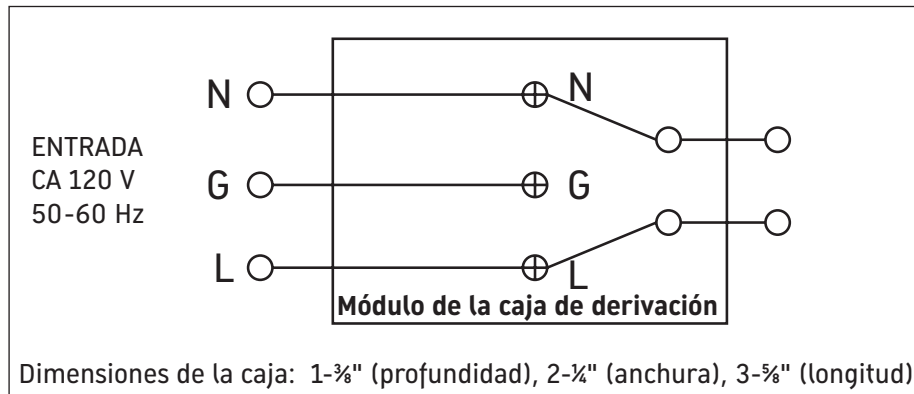 N
N
ENTRADA
CA 120 V
50-60 Hz
G
G
L
L
Módulo de la caja de derivación
Dimensiones de la caja: 1-⅜" (profundidad), 2-¼" (anchura), 3-⅝" (longitud)